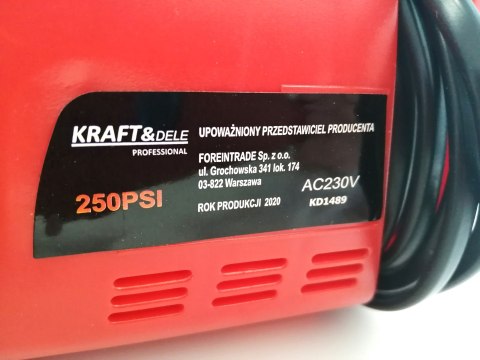 KRAFT&DELE
PROFESSIONAL
250PSI
UPOWAŻNIONY PRZEDSTAWICIEL PRODUCENTA
FOREINTRADE Sp. z o.o.
ul. Grochowska 341 lok. 174
03-822 Warszawa
ROK PRODUKCJI 2020
AC230V
KD1489